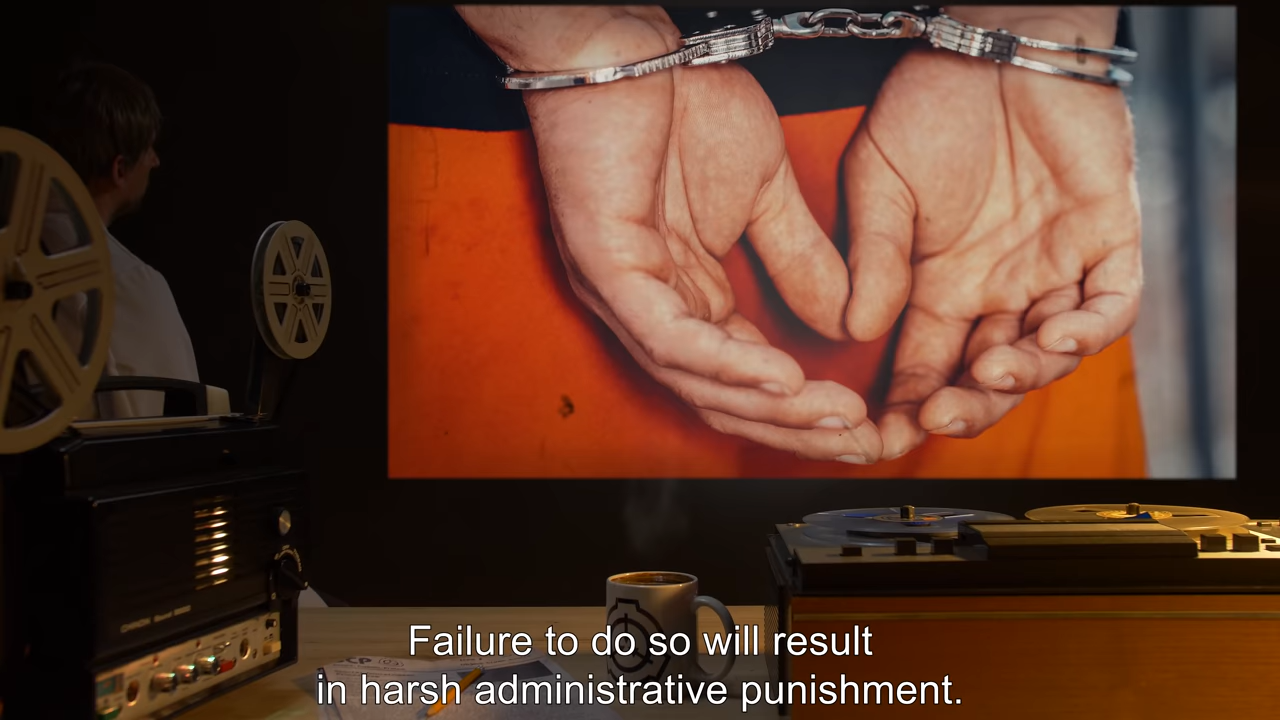 Failure to do so will result
in harsh administrative punishment.